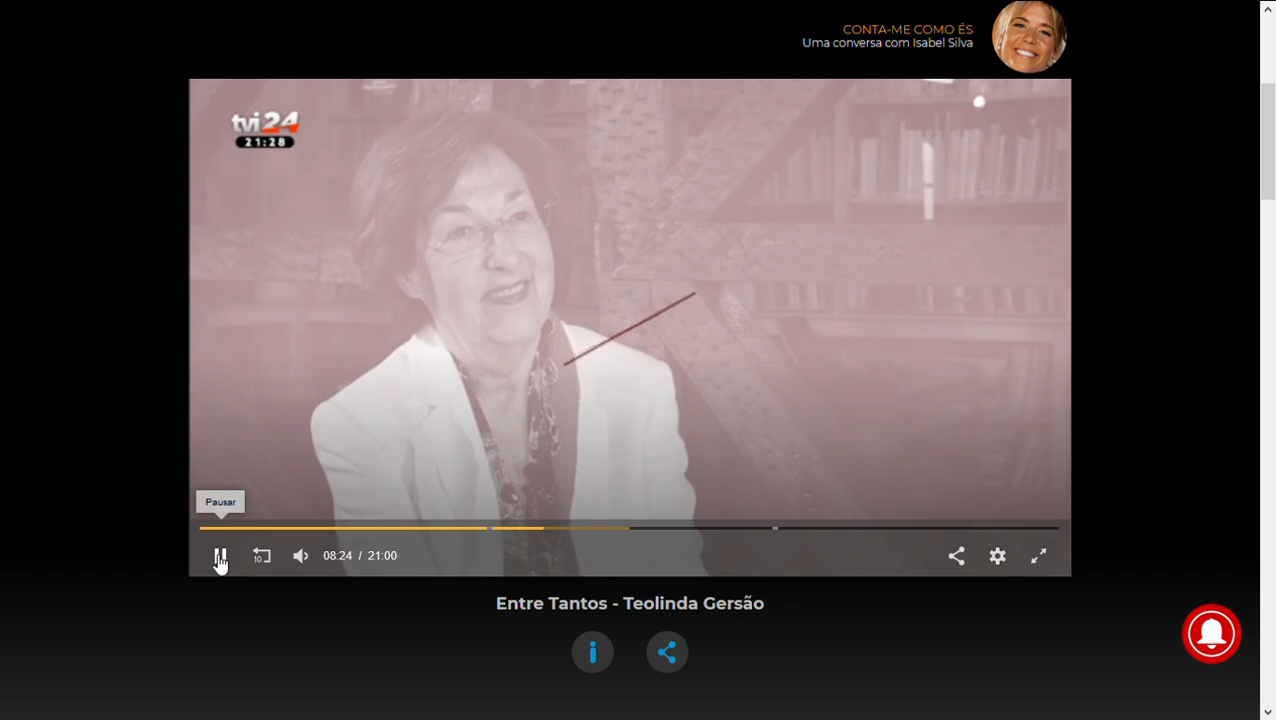 CONTA-ME COMO ÉS
Uma conversa com Isabel Silva
tvi24
21:28
Pausar
10
08:24 / 21:00
Entre Tantos - Teolinda Gersão